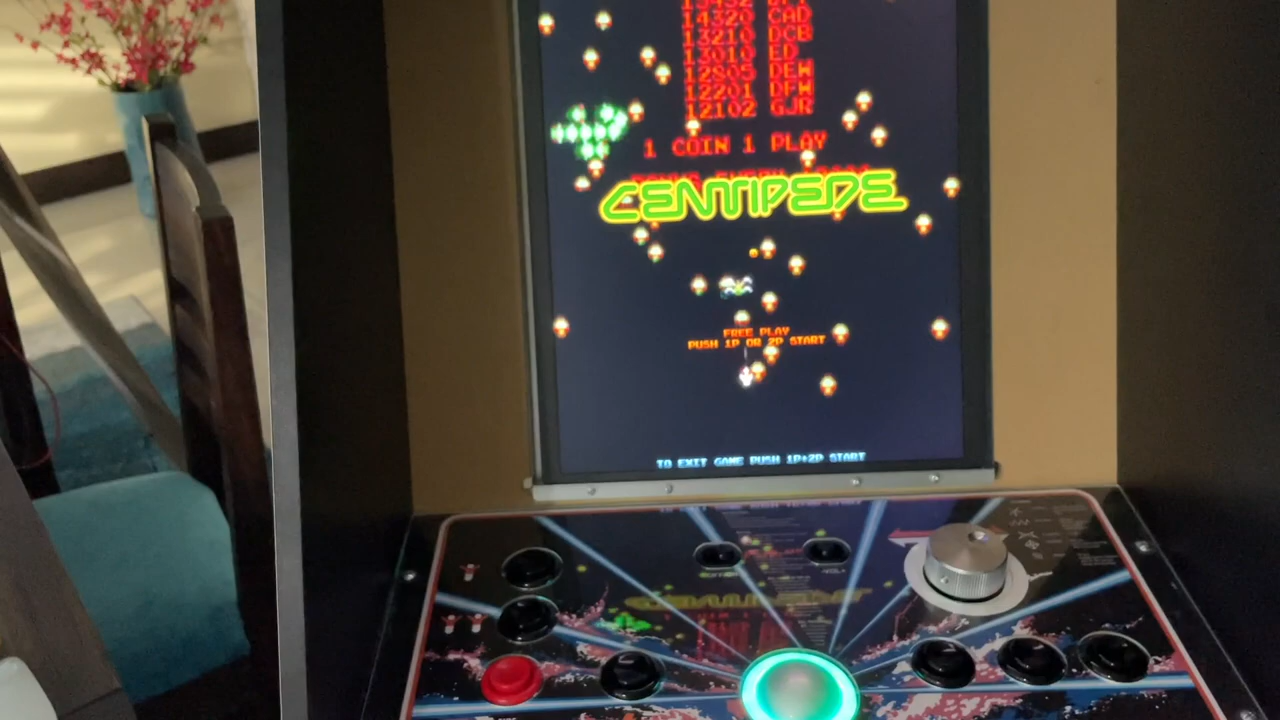 14320 CAD
13210 DCB
13010 ED
12805 DEW
12201 DFW
12102 GJR
1 COIN 1 PLAY
CENTIPEDE
FREE PLAY
PUSH 1P OR 2P START
TO EXIT GAME PUSH 1P+2P START